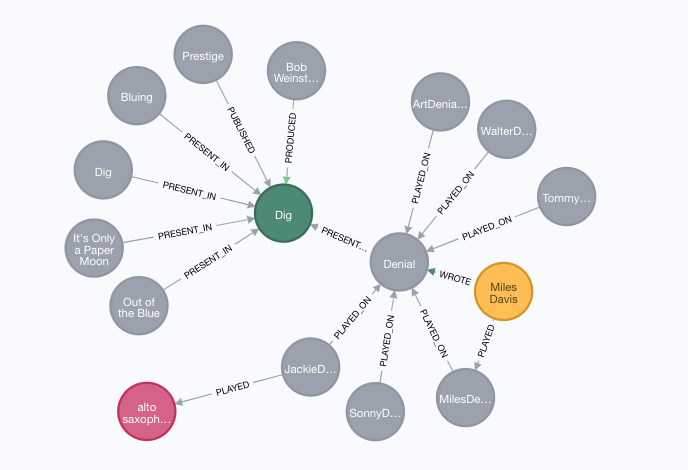 Prestige
Bob
Weinst...
Bluing
ArtDenia...
WalterD...
PUBLISHED
PRODUCED
PRESENT_IN
PLAYED_ON
PLAYED_ON
Dig
PRESENT_IN
Tommy...
Dig
PLAYED_ON
It's Only
a Paper
Moon
PRESENT_IN
PRESENT...
Denial
PRESENT_IN
WROTE
Miles
Davis
Out of
the Blue
PLAYED_ON
PLAYED_ON
PLAYED_ON
PLAYED
JackieD...
PLAYED
alto
saxoph...
SonnyD...
MilesDe...